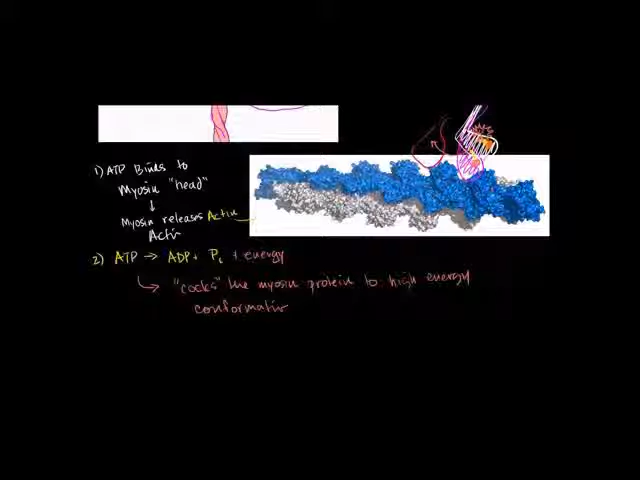 1) ATP Binds to
Myosin "head"
↓
Myosin releases Actin
Actin
2) ATP → ADP + Pi + energy
↳ "cocks" the myosin protein to high energy
conformation